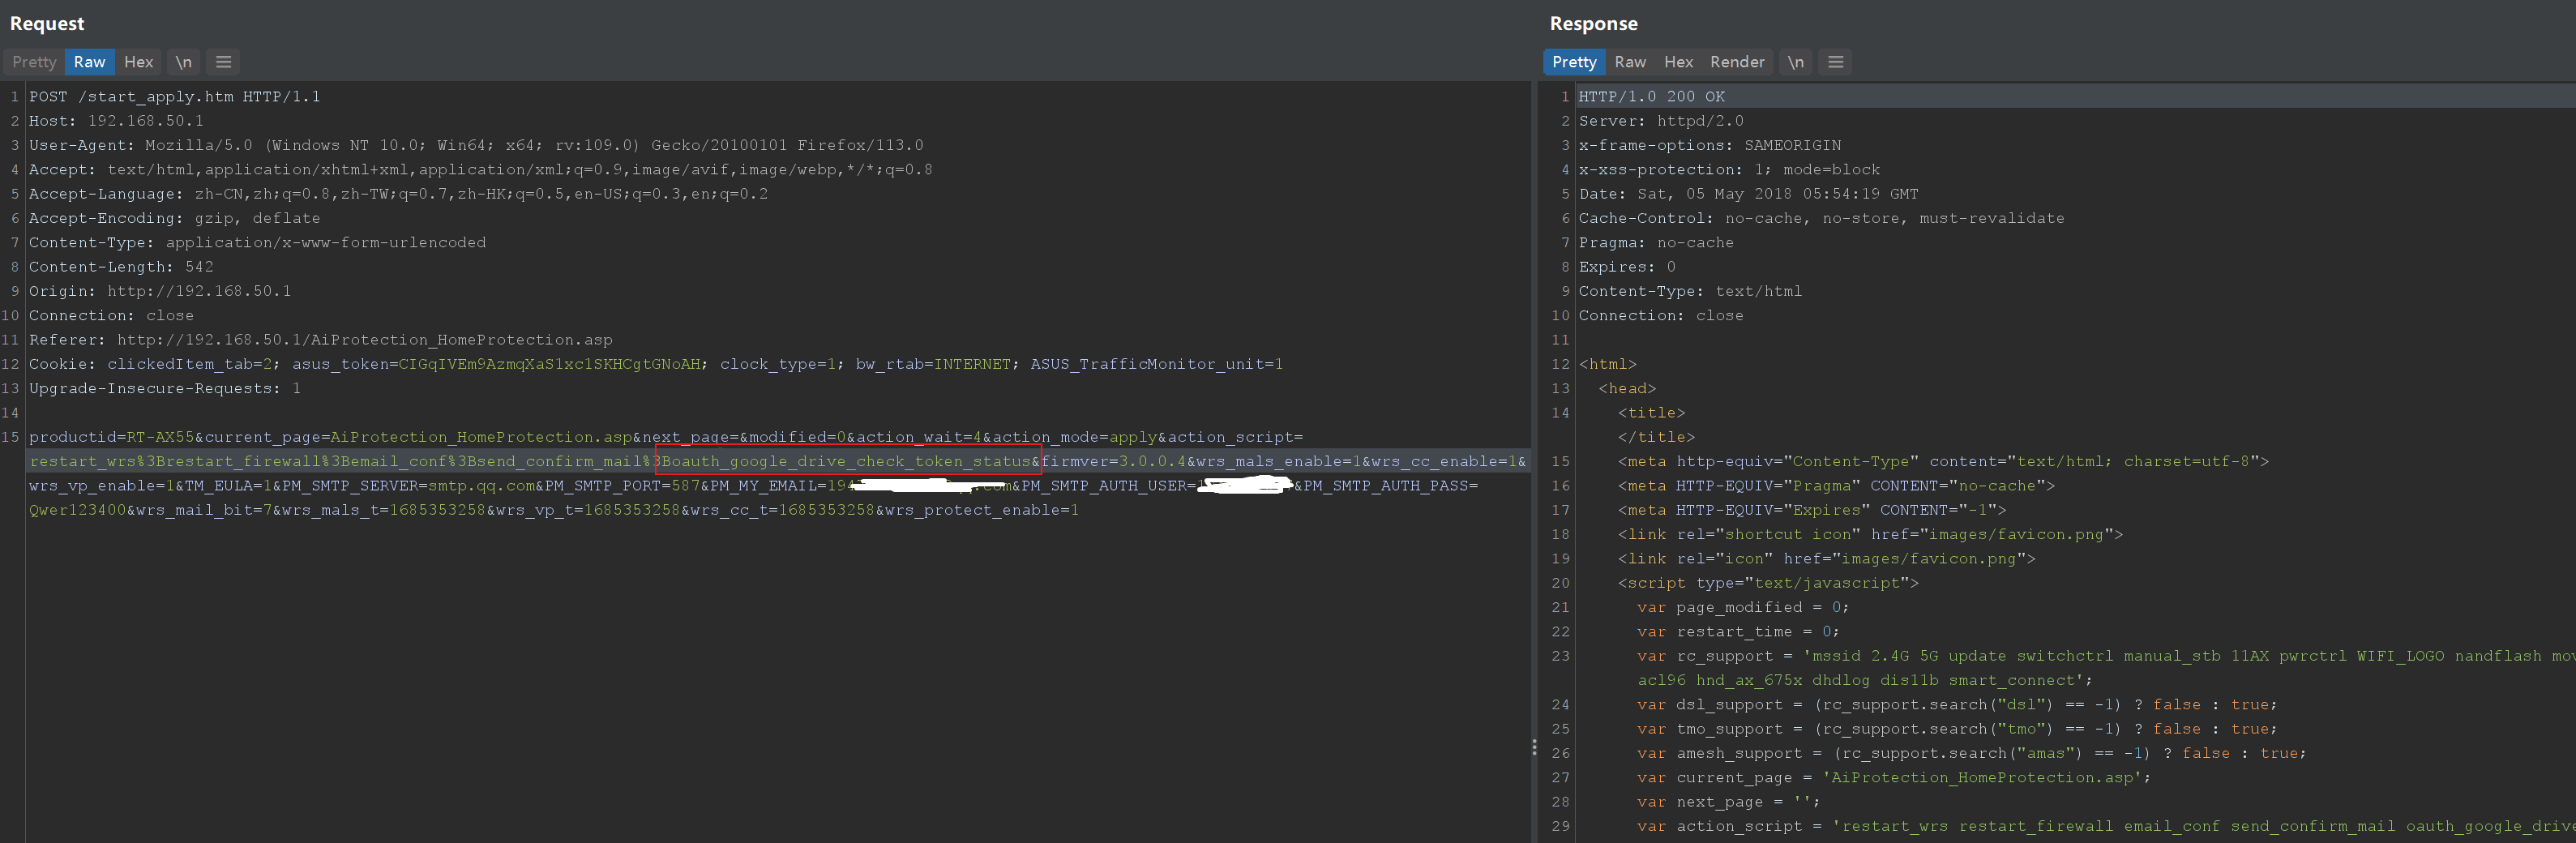 Request
Pretty Raw Hex \n
1 POST /start_apply.htm HTTP/1.1
2 Host: 192.168.50.1
3 User-Agent: Mozilla/5.0 (Windows NT 10.0; Win64; x64; rv:109.0) Gecko/20100101 Firefox/113.0
4 Accept: text/html,application/xhtml+xml,application/xml;q=0.9,image/avif,image/webp,*/*;q=0.8
5 Accept-Language: zh-CN,zh;q=0.8,zh-TW;q=0.7,zh-HK;q=0.5,en-US;q=0.3,en;q=0.2
6 Accept-Encoding: gzip, deflate
7 Content-Type: application/x-www-form-urlencoded
8 Content-Length: 542
9 Origin: http://192.168.50.1
10 Connection: close
11 Referer: http://192.168.50.1/AiProtection_HomeProtection.asp
12 Cookie: clickedItem_tab=2; asus_token=CIGqIVEm9AzmqXaS1xc1SKHCgtGNoAH; clock_type=1; bw_rtab=INTERNET; ASUS_TrafficMonitor_unit=1
13 Upgrade-Insecure-Requests: 1
14
15 productid=RT-AX55&current_page=AiProtection_HomeProtection.asp&next_page=&modified=0&action_wait=4&action_mode=apply&action_script=
restart_wrs%3Brestart_firewall%3Bemail_conf%3Bsend_confirm_mail%3Boauth_google_drive_check_token_status&firmver=3.0.0.4&wrs_mals_enable=1&wrs_cc_enable=1&
wrs_vp_enable=1&TM_EULA=1&PM_SMTP_SERVER=smtp.qq.com&PM_SMTP_PORT=587&PM_MY_EMAIL=194 com&PM_SMTP_AUTH_USER= &PM_SMTP_AUTH_PASS=
Qwer123400&wrs_mail_bit=7&wrs_mals_t=1685353258&wrs_vp_t=1685353258&wrs_cc_t=1685353258&wrs_protect_enable=1
Response
Pretty Raw Hex Render \n
1 HTTP/1.0 200 OK
2 Server: httpd/2.0
3 x-frame-options: SAMEORIGIN
4 x-xss-protection: 1; mode=block
5 Date: Sat, 05 May 2018 05:54:19 GMT
6 Cache-Control: no-cache, no-store, must-revalidate
7 Pragma: no-cache
8 Expires: 0
9 Content-Type: text/html
10 Connection: close
11
12 <html>
13 <head>
14 <title>
</title>
15 <meta http-equiv="Content-Type" content="text/html; charset=utf-8">
16 <meta HTTP-EQUIV="Pragma" CONTENT="no-cache">
17 <meta HTTP-EQUIV="Expires" CONTENT="-1">
18 <link rel="shortcut icon" href="images/favicon.png">
19 <link rel="icon" href="images/favicon.png">
20 <script type="text/javascript">
21 var page_modified = 0;
22 var restart_time = 0;
23 var rc_support = 'mssid 2.4G 5G update switchctrl manual_stb 11AX pwrctrl WIFI_LOGO nandflash mov
acl96 hnd_ax_675x dhdlog dis11b smart_connect';
24 var dsl_support = (rc_support.search("dsl") == -1) ? false : true;
25 var tmo_support = (rc_support.search("tmo") == -1) ? false : true;
26 var amesh_support = (rc_support.search("amas") == -1) ? false : true;
27 var current_page = 'AiProtection_HomeProtection.asp';
28 var next_page = '';
29 var action_script = 'restart_wrs restart_firewall email_conf send_confirm_mail oauth_google_drive